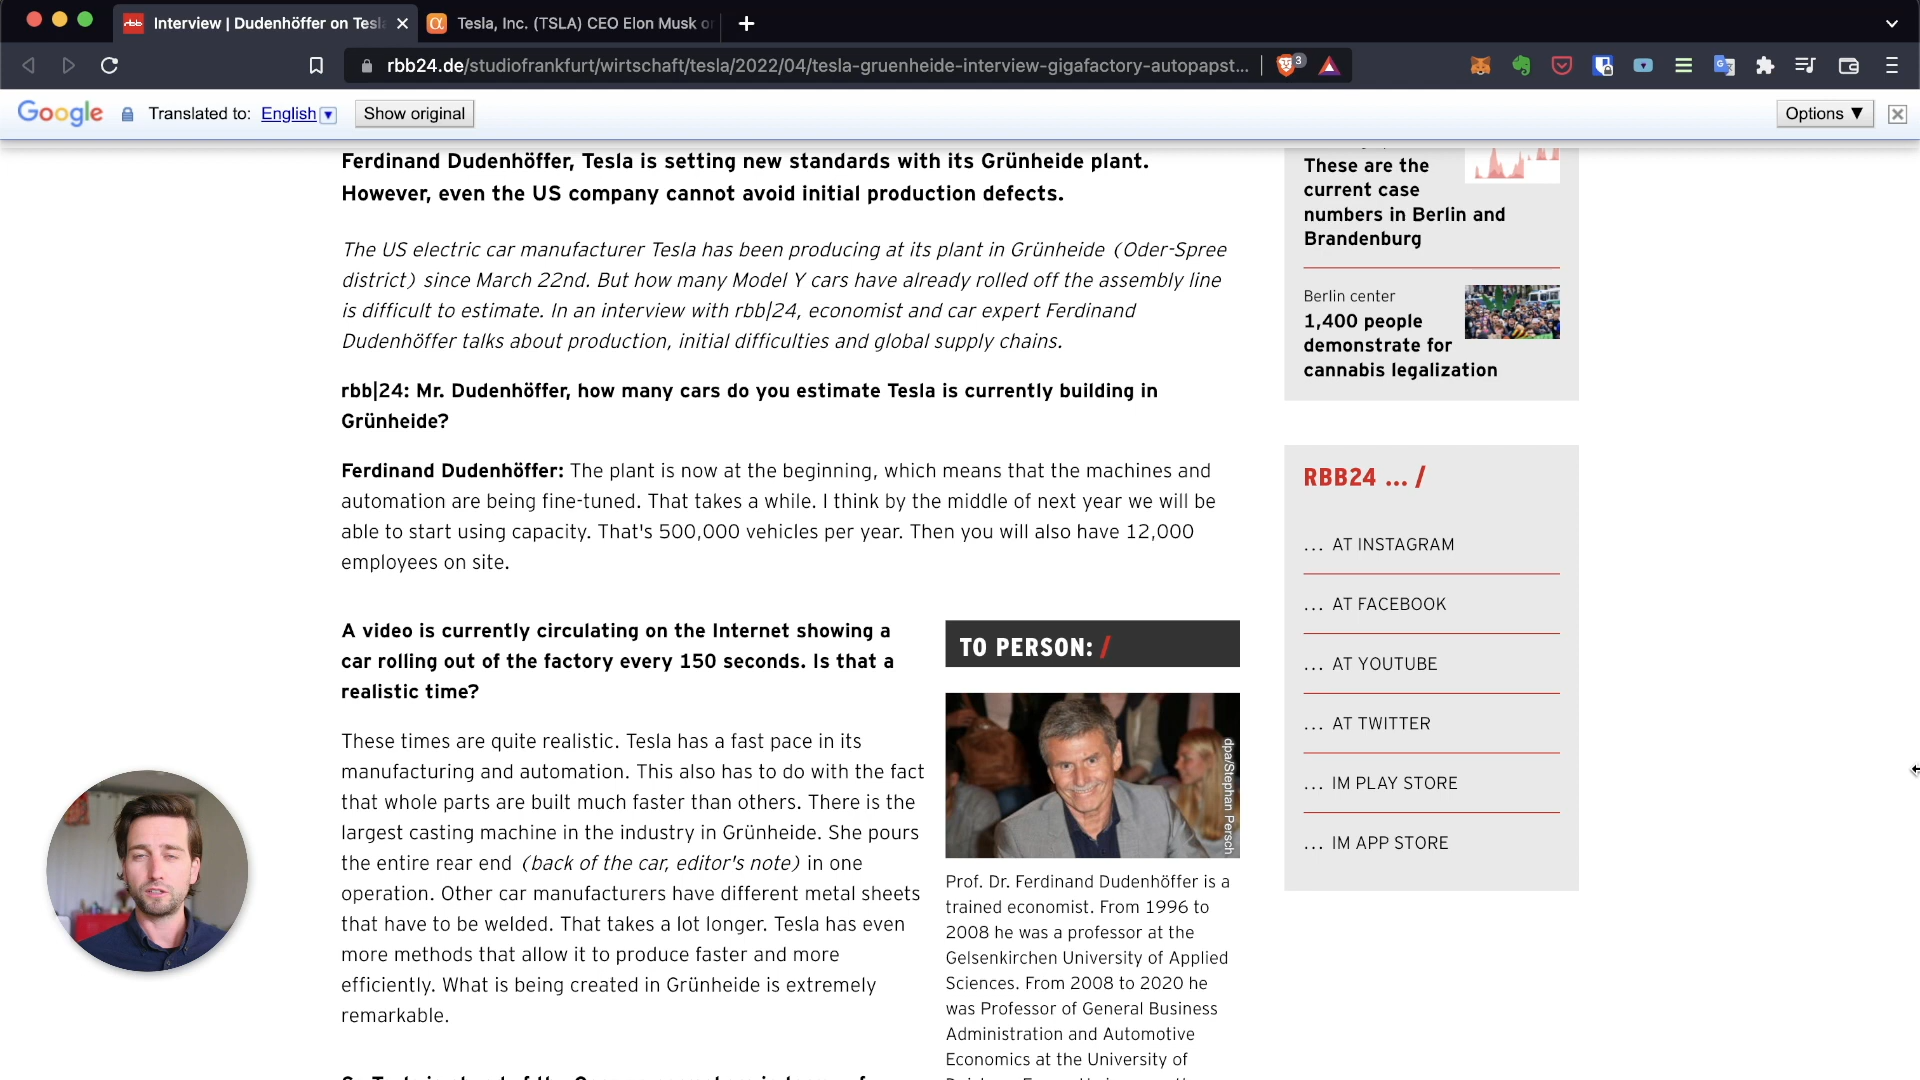 Interview | Dudenhöffer on Tesla
Tesla, Inc. (TSLA) CEO Elon Musk o
rbb24.de/studiofrankfurt/wirtschaft/tesla/2022/04/tesla-gruenheide-interview-gigafactory-autopapst...
3
Google Translated to: English Show original Options ▼
Ferdinand Dudenhöffer, Tesla is setting new standards with its Grünheide plant.
However, even the US company cannot avoid initial production defects.
The US electric car manufacturer Tesla has been producing at its plant in Grünheide (Oder-Spree
district) since March 22nd. But how many Model Y cars have already rolled off the assembly line
is difficult to estimate. In an interview with rbb|24, economist and car expert Ferdinand
Dudenhöffer talks about production, initial difficulties and global supply chains.
rbb|24: Mr. Dudenhöffer, how many cars do you estimate Tesla is currently building in
Grünheide?
Ferdinand Dudenhöffer: The plant is now at the beginning, which means that the machines and
automation are being fine-tuned. That takes a while. I think by the middle of next year we will be
able to start using capacity. That's 500,000 vehicles per year. Then you will also have 12,000
employees on site.
A video is currently circulating on the Internet showing a
car rolling out of the factory every 150 seconds. Is that a
realistic time?
These times are quite realistic. Tesla has a fast pace in its
manufacturing and automation. This also has to do with the fact
that whole parts are built much faster than others. There is the
largest casting machine in the industry in Grünheide. She pours
the entire rear end (back of the car, editor's note) in one
operation. Other car manufacturers have different metal sheets
that have to be welded. That takes a lot longer. Tesla has even
more methods that allow it to produce faster and more
efficiently. What is being created in Grünheide is extremely
remarkable.
TO PERSON: /
dpa/Stephan Persch
Prof. Dr. Ferdinand Dudenhöffer is a
trained economist. From 1996 to
2008 he was a professor at the
Gelsenkirchen University of Applied
Sciences. From 2008 to 2020 he
was Professor of General Business
Administration and Automotive
Economics at the University of
These are the
current case
numbers in Berlin and
Brandenburg
Berlin center
1,400 people
demonstrate for
cannabis legalization
RBB24 ... /
... AT INSTAGRAM
... AT FACEBOOK
... AT YOUTUBE
... AT TWITTER
... IM PLAY STORE
... IM APP STORE